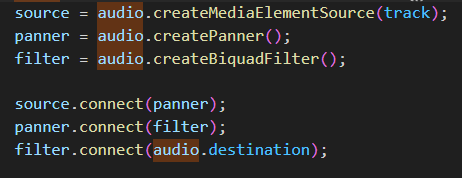 source = audio.createMediaElementSource(track);
panner = audio.createPanner();
filter = audio.createBiquadFilter();
source.connect(panner);
panner.connect(filter);
filter.connect(audio.destination);